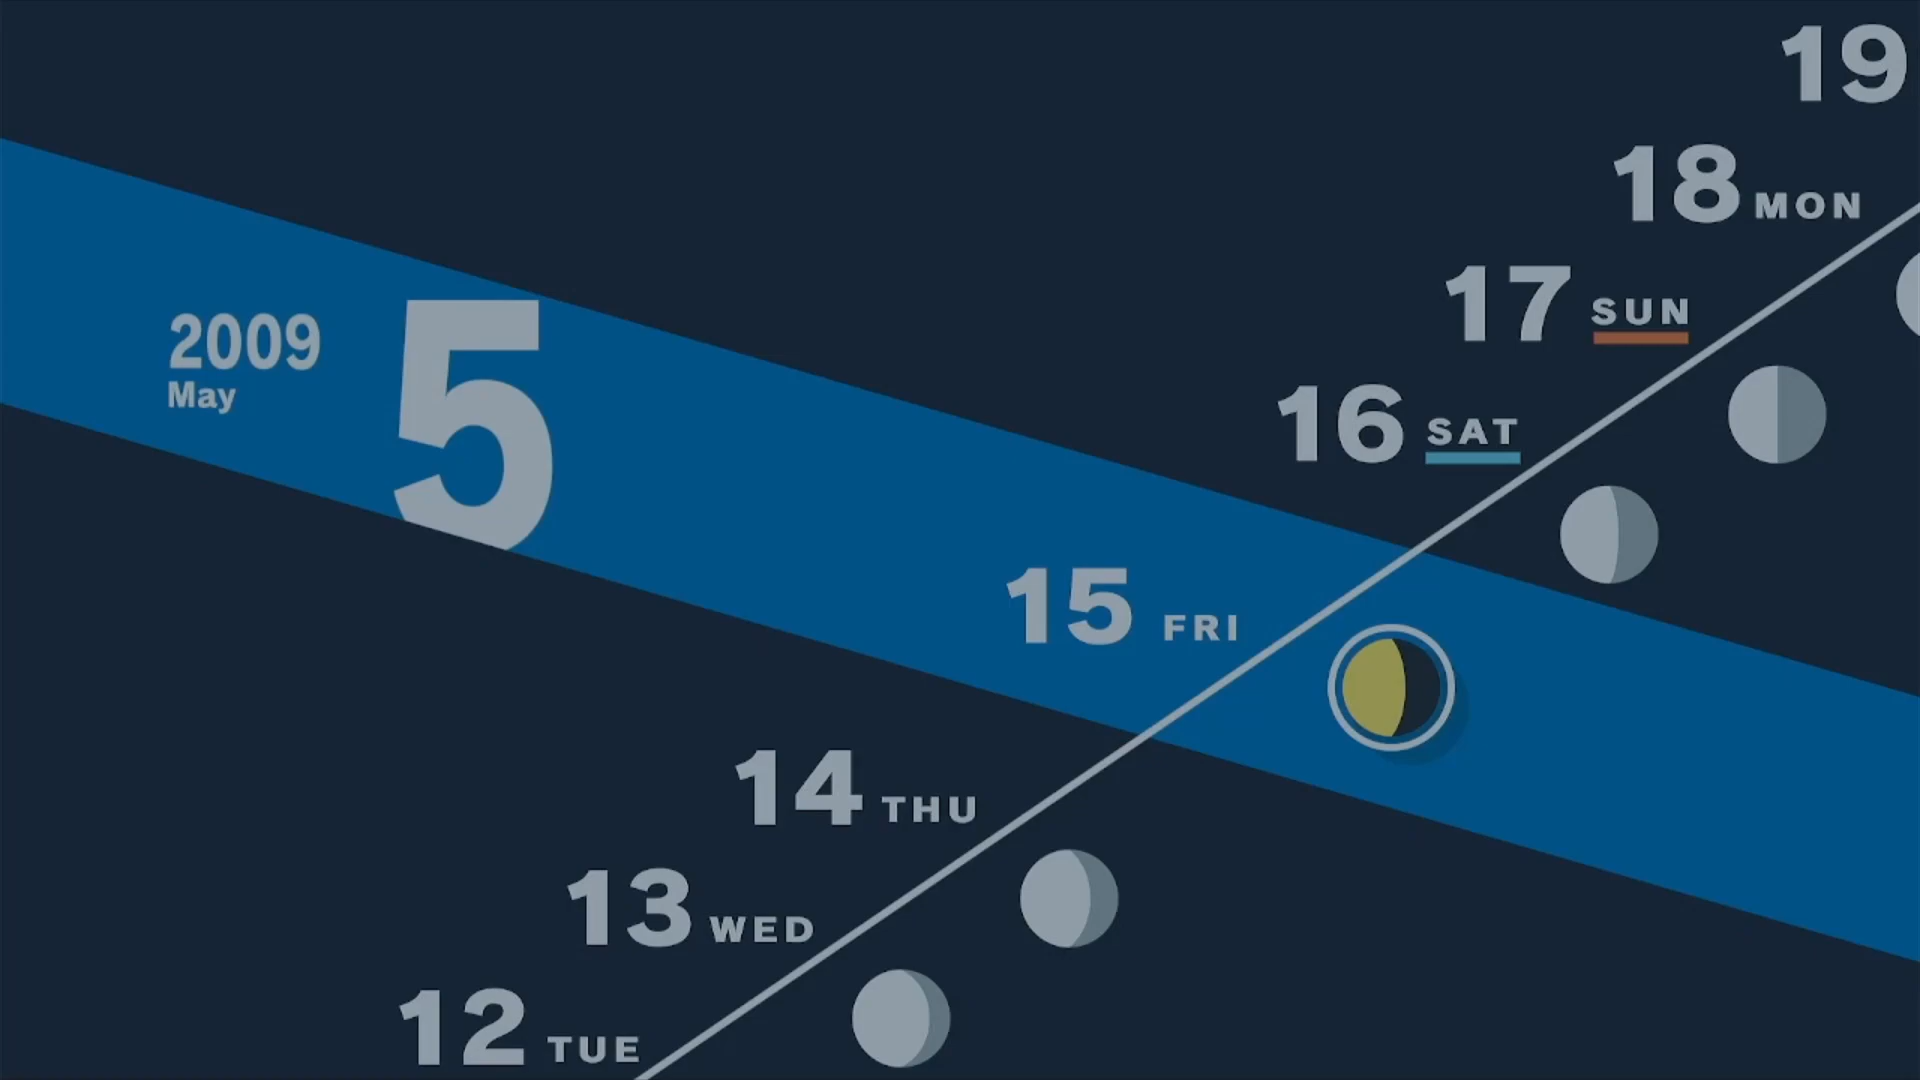 19
18 MON
17 SUN
2009
May
5
16 SAT
15 FRI
14 THU
13 WED
12 TUE